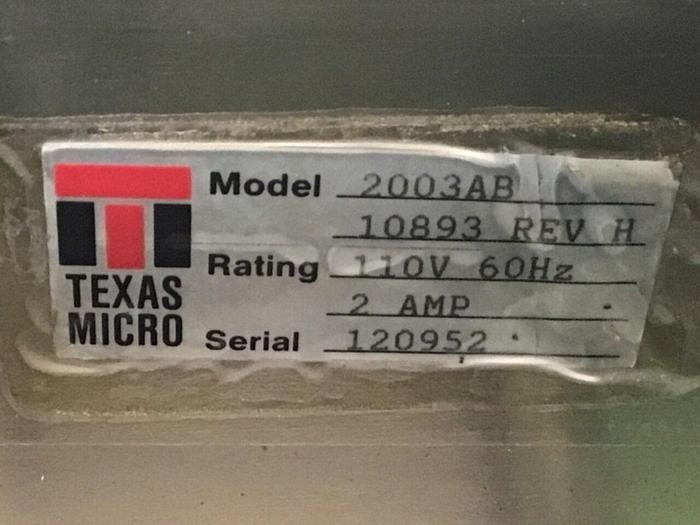 Model 2003AB
10893 REV H
Rating 110V 60Hz
2 AMP
Serial 120952
TEXAS
MICRO